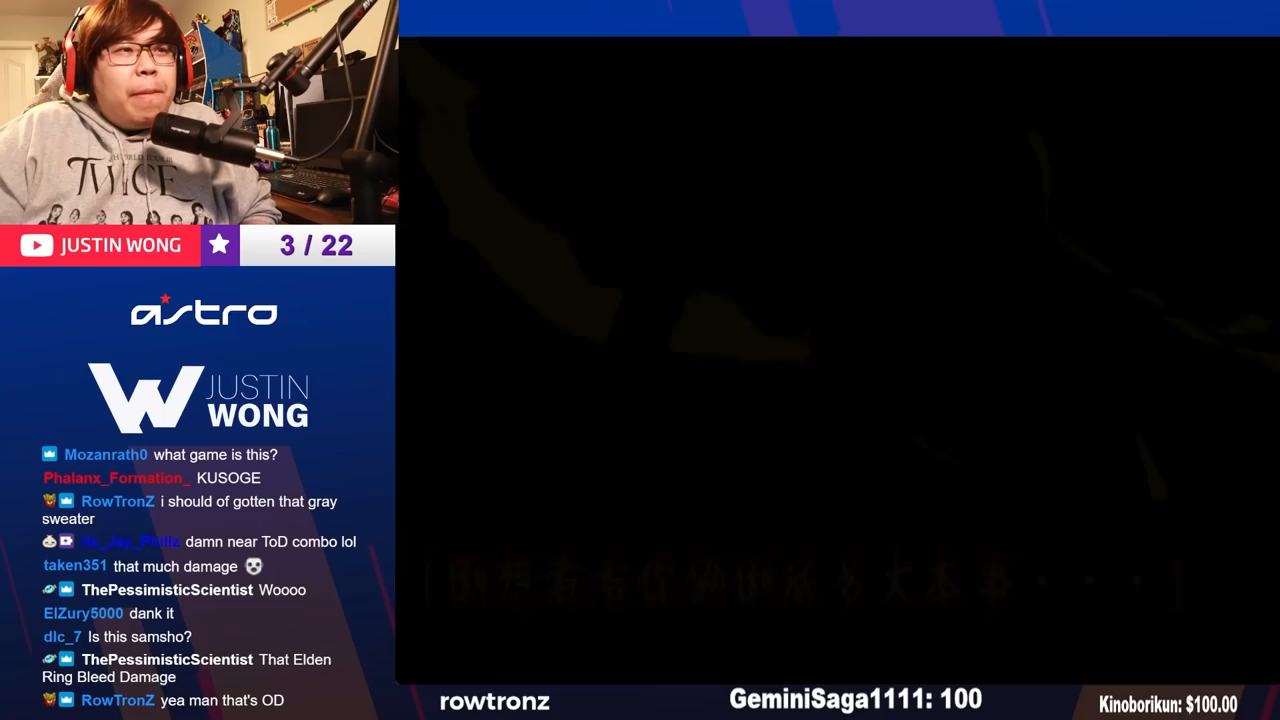 TWICE
JUSTIN WONG
3 / 22
astro
JUSTIN
WONG
Mozanrath0 what game is this?
Phalanx_Formation_ KUSOGE
RowTronZ i should of gotten that gray
sweater
Its_Jay_Phillz damn near ToD combo lol
taken351 that much damage
ThePessimisticScientist Woooo
ElZury5000 dank it
dlc_7 Is this samsho?
ThePessimisticScientist That Elden
Ring Bleed Damage
RowTronZ yea man that's OD
rowtronz
GeminiSaga1111: 100
Kinoborikun: $100.00